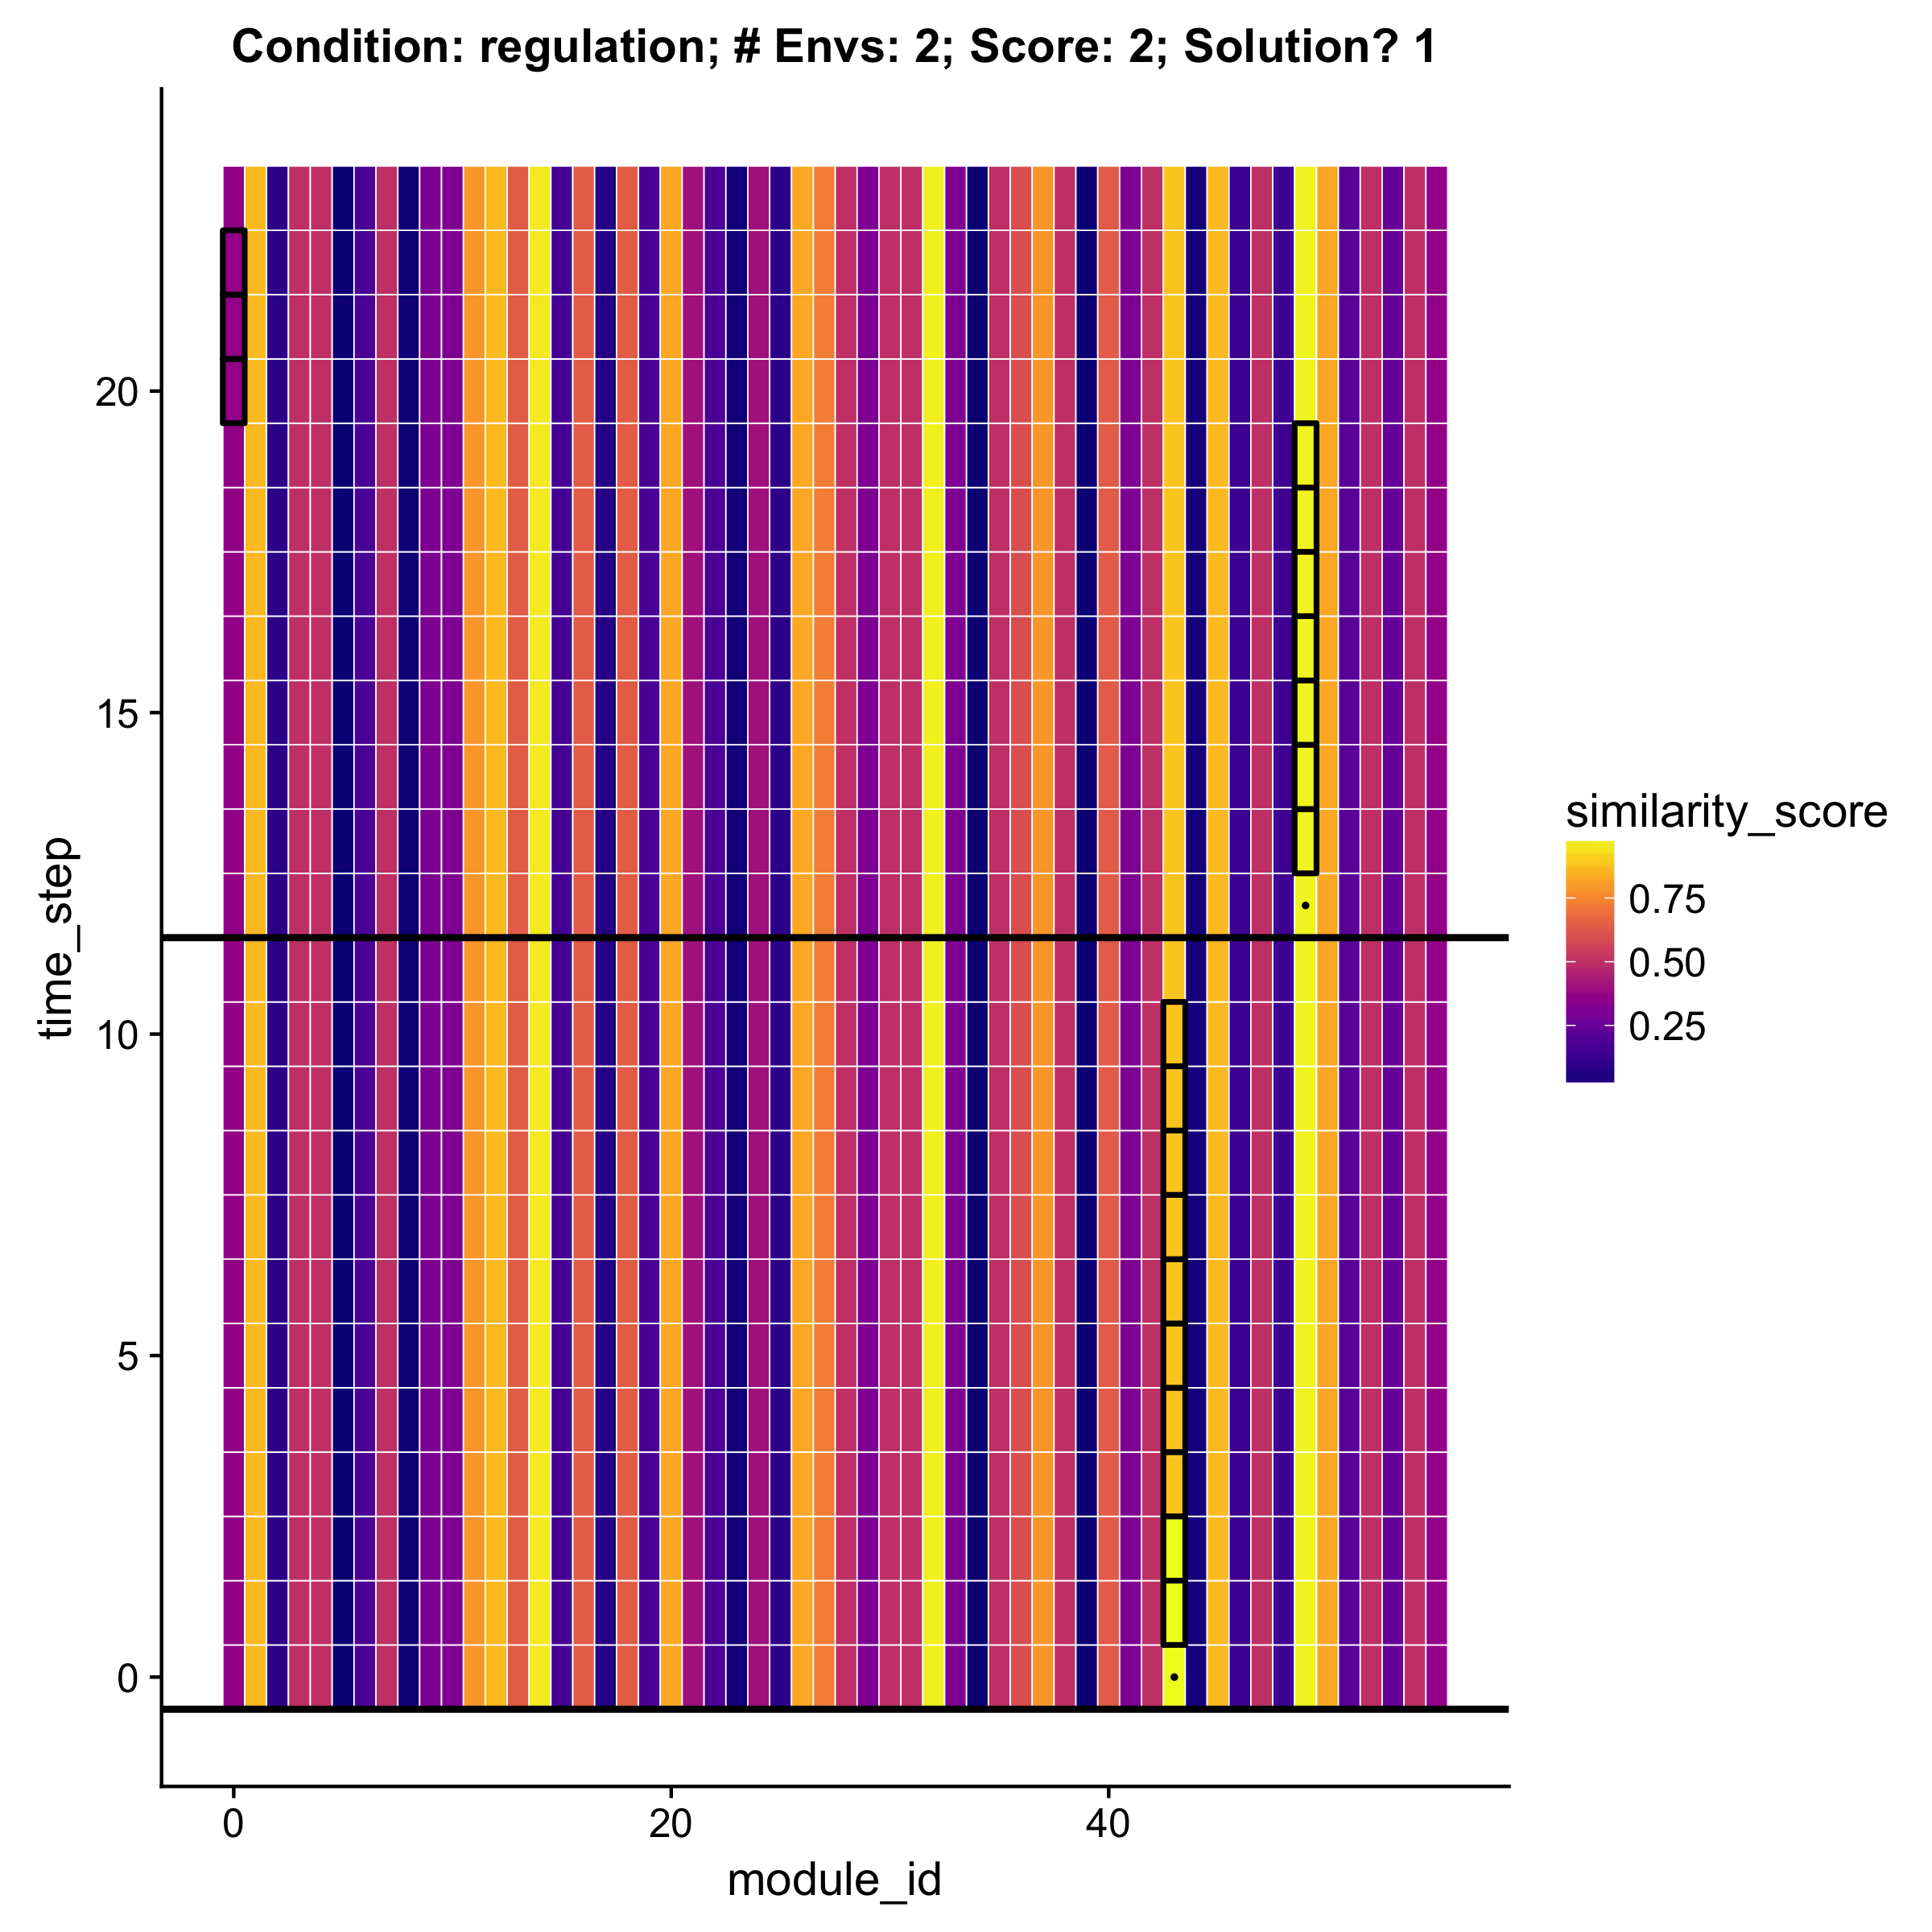 Condition: regulation; # Envs: 2; Score: 2; Solution? 1
20
15
10
5
0
time_step
0
20
40
module_id
similarity_score
0.75
0.50
0.25